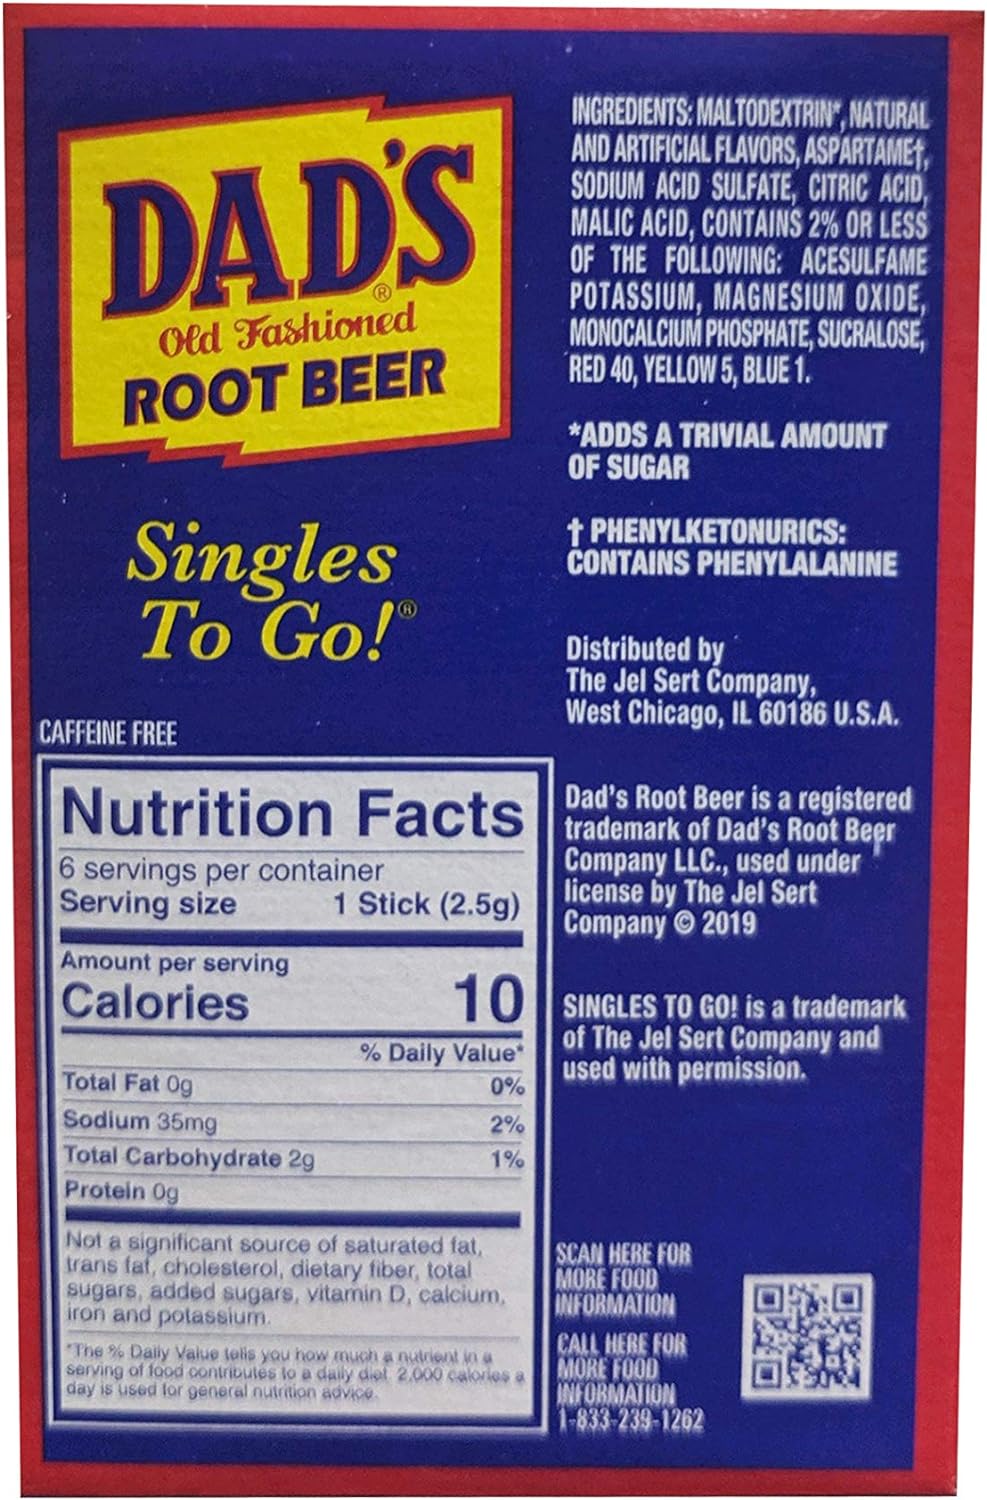 DAD'S®
Old Fashioned
ROOT BEER
Singles
To Go!®
CAFFEINE FREE
Nutrition Facts
6 servings per container
Serving size 1 Stick (2.5g)
Amount per serving
Calories 10
% Daily Value*
Total Fat 0g 0%
Sodium 35mg 2%
Total Carbohydrate 2g 1%
Protein 0g
Not a significant source of saturated fat,
trans fat, cholesterol, dietary fiber, total
sugars, added sugars, vitamin D, calcium,
iron and potassium.
*The % Daily Value tells you how much a nutrient in a
serving of food contributes to a daily diet. 2,000 calories a
day is used for general nutrition advice.
INGREDIENTS: MALTODEXTRIN*, NATURAL
AND ARTIFICIAL FLAVORS, ASPARTAME†,
SODIUM ACID SULFATE, CITRIC ACID,
MALIC ACID, CONTAINS 2% OR LESS
OF THE FOLLOWING: ACESULFAME
POTASSIUM, MAGNESIUM OXIDE,
MONOCALCIUM PHOSPHATE, SUCRALOSE,
RED 40, YELLOW 5, BLUE 1.
*ADDS A TRIVIAL AMOUNT
OF SUGAR
† PHENYLKETONURICS:
CONTAINS PHENYLALANINE
Distributed by
The Jel Sert Company,
West Chicago, IL 60186 U.S.A.
Dad's Root Beer is a registered
trademark of Dad's Root Beer
Company LLC., used under
license by The Jel Sert
Company © 2019
SINGLES TO GO! is a trademark
of The Jel Sert Company and
used with permission.
SCAN HERE FOR
MORE FOOD
INFORMATION
CALL HERE FOR
MORE FOOD
INFORMATION
1-833-239-1262